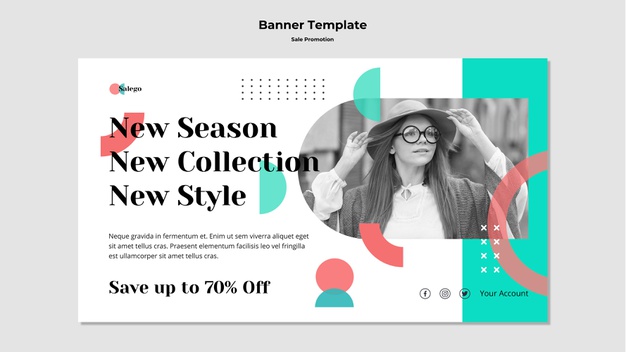 Banner Template
Sale Promotion
Salego
New Season
New Collection
New Style
Neque gravida in fermentum et. Enim ut sem viverra aliquet eget
sit amet tellus cras. Praesent elementum facilisis leo vel fringilla
est ullamcorper sit amet tellus cras.
Save up to 70% Off
Your Account